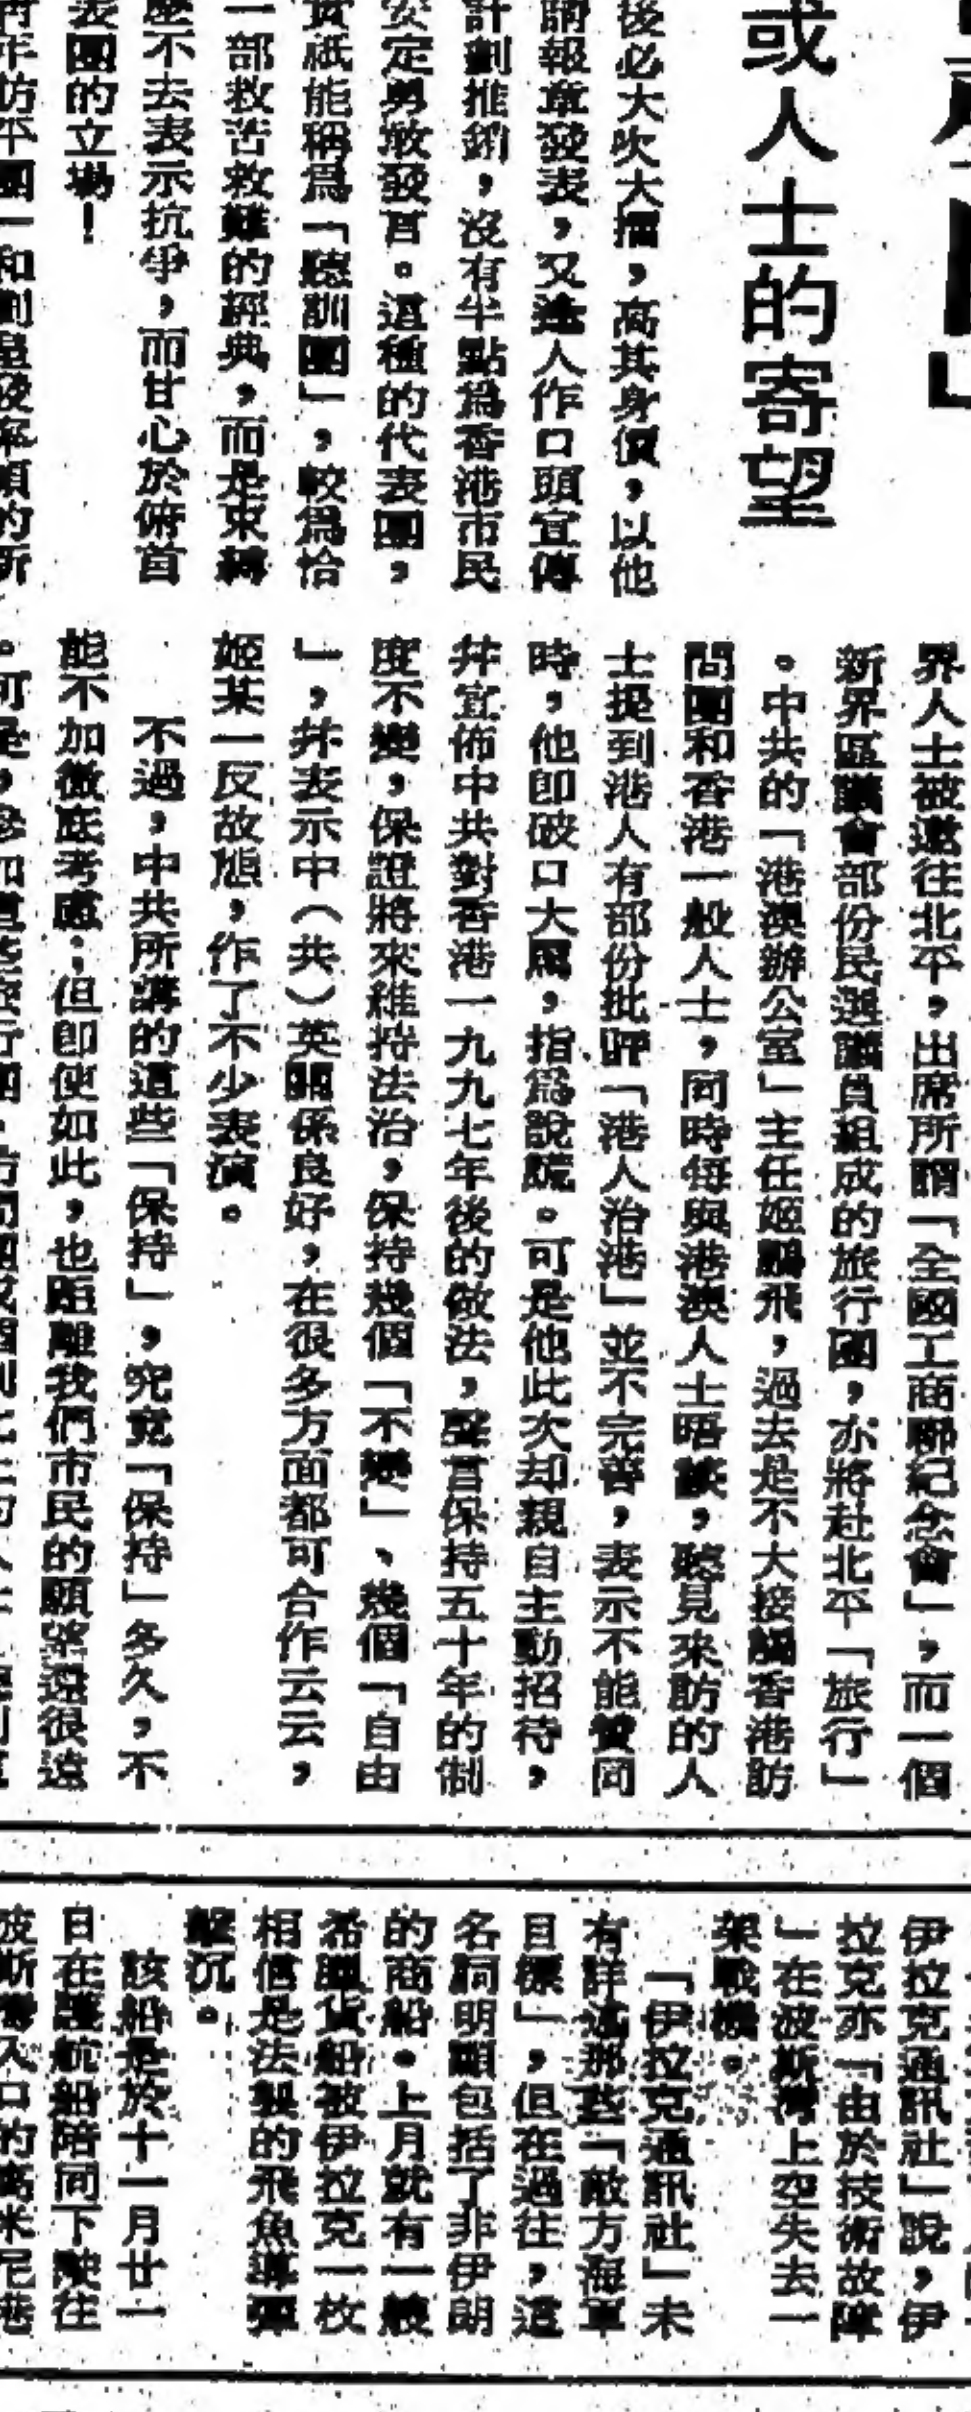 」
或人士的寄望
後必大吹大擂,高其身價,以他
請報章發表,又逢人作口頭宣傳
計劃推銷,沒有半點爲香港市民
安定勇敢發言。這種的代表團,
實祇能稱爲「聽訓團」,較爲恰
一部救苦救難的經典,而是束縛
麼不去表示抗爭,而甘心於俯首
表團的立場!
界人士被邀往北平,出席所謂「全國工商聯紀念會」,而一個
新界區議會部份民選議員組成的旅行團,亦將赴北平「旅行」
。中共的「港澳辦公室」主任姬鵬飛,過去是不大接觸香港訪
問團和香港一般人士,同時每與港澳人士晤談,聽見來訪的人
士提到港人有部份批評「港人治港」並不完善,表示不能贊同
時,他即破口大罵,指爲說謊。可是他此次却親自主動招待,
幷宣佈中共對香港一九九七年後的做法,聲言保持五十年的制
度不變,保證將來維持法治,保持幾個「不變」、幾個「自由
」,幷表示中(共)英關係良好,在很多方面都可合作云云,
姬某一反故態,作了不少表演。
不過,中共所講的這些「保持」,究竟「保持」多久,不
能不加徹底考慮;但即使如此,也距離我們市民的願望還很遠
伊拉克通訊社」說,伊
拉克亦「由於技術故障
」在波斯灣上空失去一
架戰機。
「伊拉克通訊社」未
有詳述那些「敵方海軍
目標」,但在過往,這
名詞明顯包括了非伊朗
的商船。上月就有一艘
希臘貨船被伊拉克一枚
相信是法製的飛魚導彈
擊沉。
該船是於十一月廿一
日在護航船陪同下駛往
波斯灣入口的高米尼港